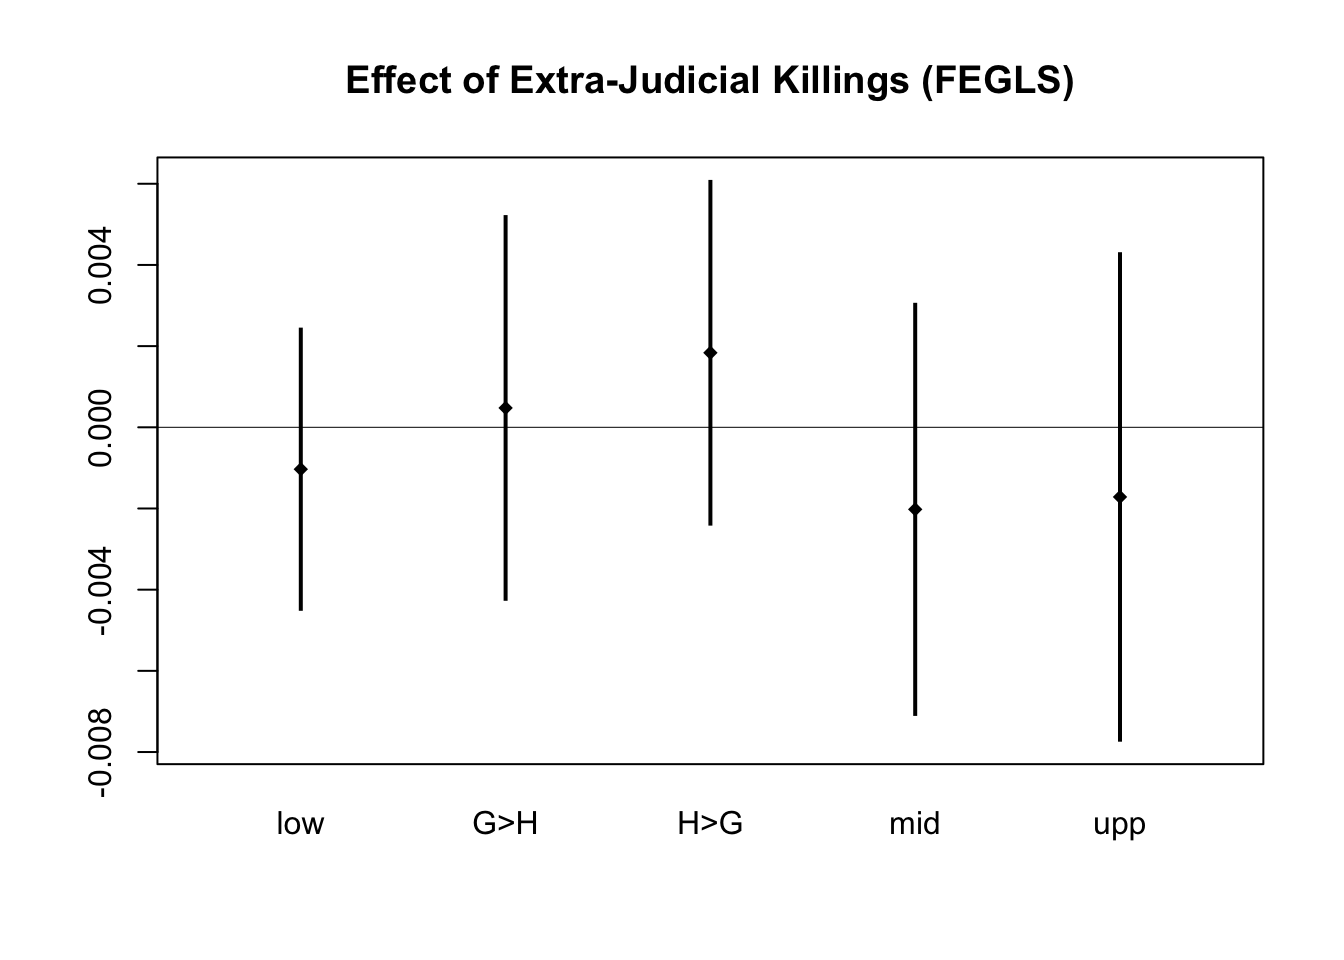 Effect of Extra-Judicial Killings (FEGLS)
0.004
0.000
-0.004
-0.008
low G>H H>G mid upp